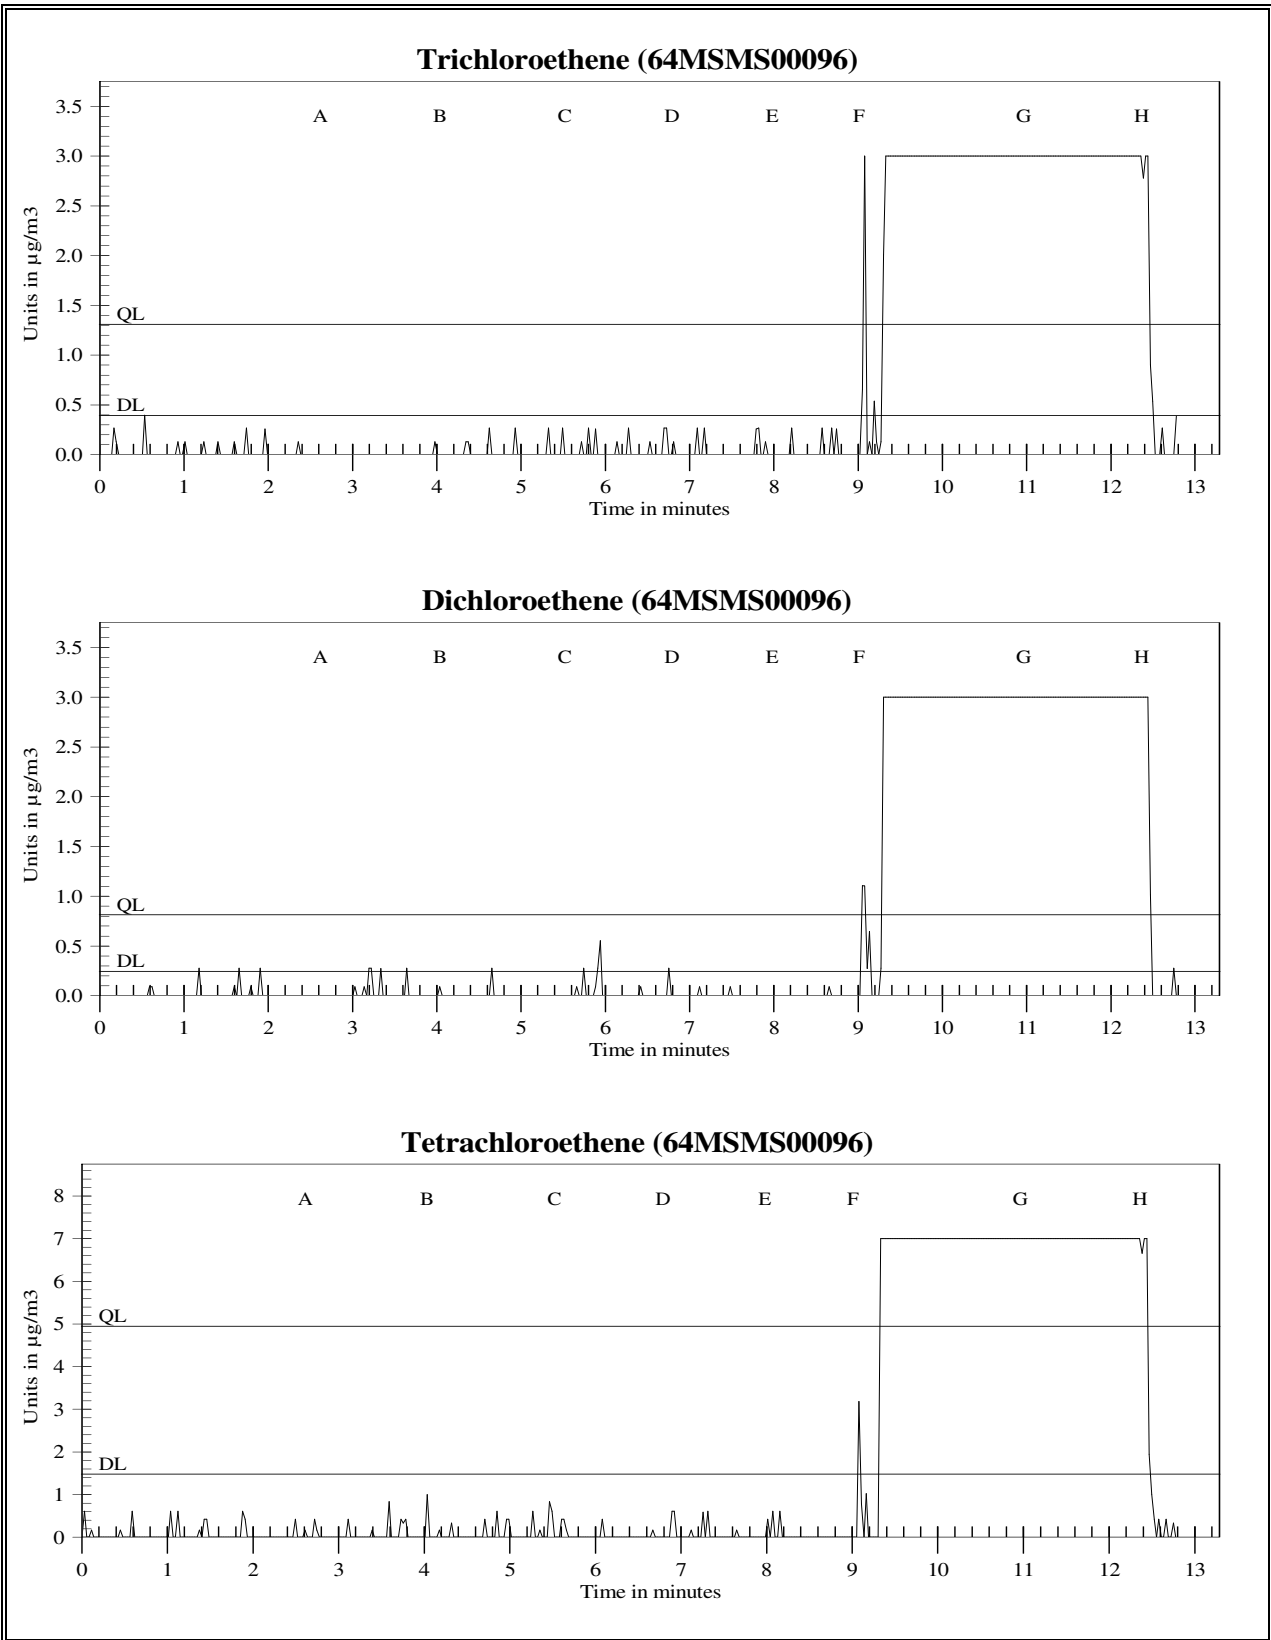 Trichloroethene (64MSMS00096)
A B C D E F G H
3.5
3.0
2.5
2.0
1.5
1.0
0.5
0.0
Units in µg/m3
QL
DL
0 1 2 3 4 5 6 7 8 9 10 11 12 13
Time in minutes
Dichloroethene (64MSMS00096)
A B C D E F G H
3.5
3.0
2.5
2.0
1.5
1.0
0.5
0.0
Units in µg/m3
QL
DL
0 1 2 3 4 5 6 7 8 9 10 11 12 13
Time in minutes
Tetrachloroethene (64MSMS00096)
A B C D E F G H
8
7
6
5
4
3
2
1
0
Units in µg/m3
QL
DL
0 1 2 3 4 5 6 7 8 9 10 11 12 13
Time in minutes